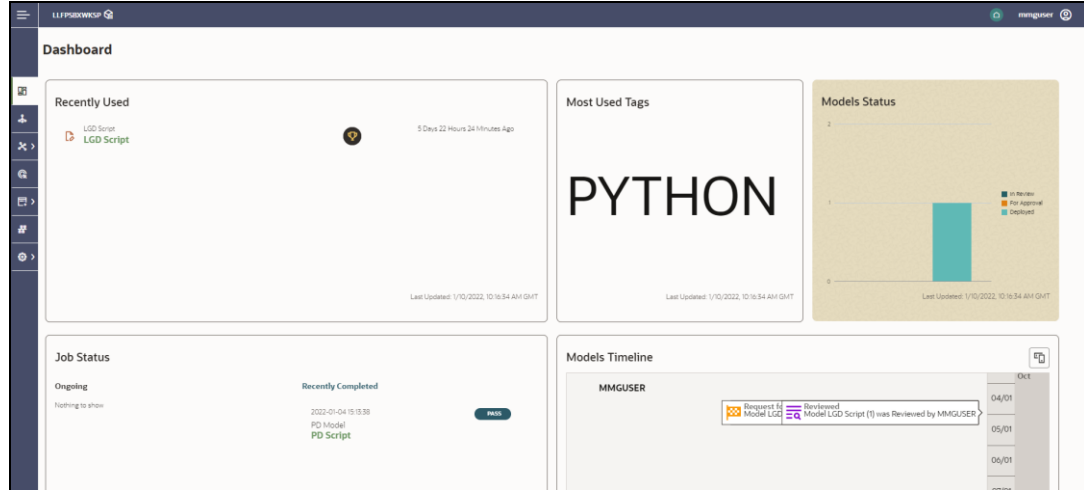 LLFPSBXWKSP
mmguser
Dashboard
Recently Used
LGD Script
LGD Script
5 Days 22 Hours 24 Minutes Ago
Last Updated: 1/10/2022, 10:16:54 AM GMT
Most Used Tags
PYTHON
Last Updated: 1/10/2022, 10:16:54 AM GMT
Models Status
2
1
0
In Review
For Approval
Deployed
Last Updated: 1/10/2022, 10:16:54 AM GMT
Job Status
Ongoing
Nothing to show
Recently Completed
2022-01-04 15:13:38
PASS
PD Model
PD Script
Models Timeline
MMGUSER
Oct
04/01
Request fo
Model LGD
Reviewed
Model LGD Script (1) was Reviewed by MMGUSER
05/01
06/01